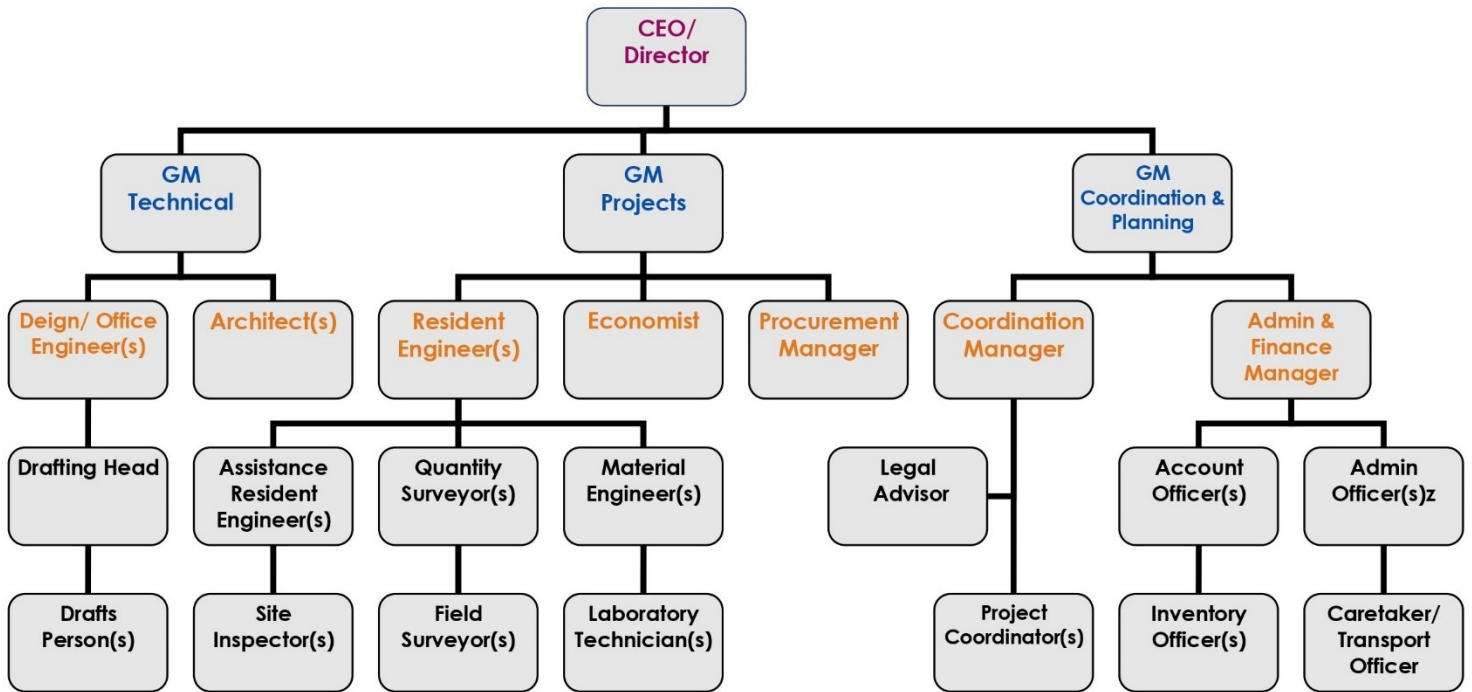 CEO/
Director
GM
Technical
GM
Projects
GM
Coordination &
Planning
Deign/ Office
Engineer(s)
Architect(s)
Resident
Engineer(s)
Economist
Procurement
Manager
Coordination
Manager
Admin &
Finance
Manager
Drafting Head
Assistance
Resident
Engineer(s)
Quantity
Surveyor(s)
Material
Engineer(s)
Legal
Advisor
Account
Officer(s)
Admin
Officer(s)z
Drafts
Person(s)
Site
Inspector(s)
Field
Surveyor(s)
Laboratory
Technician(s)
Project
Coordinator(s)
Inventory
Officer(s)
Caretaker/
Transport
Officer